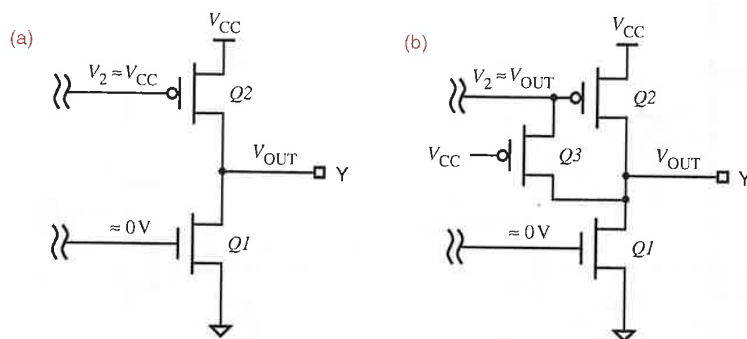 (a)
V_CC
V_2 ≈ V_CC
Q2
V_OUT
Y
≈ 0 V
Q1
(b)
V_CC
V_2 ≈ V_OUT
Q2
V_CC
Q3
V_OUT
Y
≈ 0 V
Q1